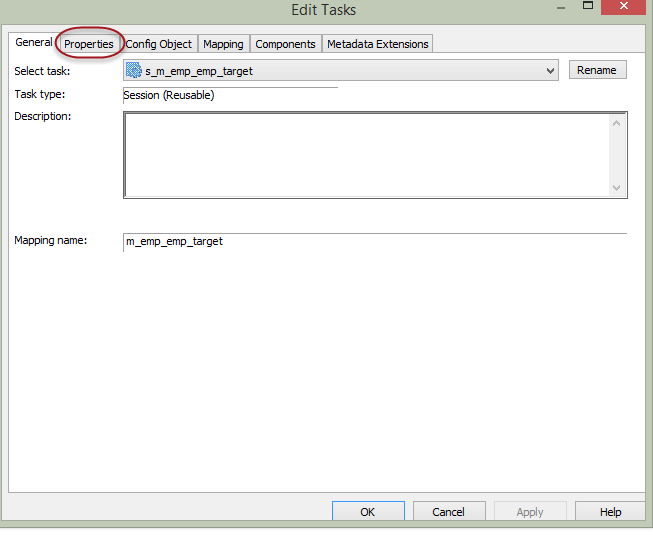 Edit Tasks
General Properties Config Object Mapping Components Metadata Extensions
Select task: s_m_emp_emp_target Rename
Task type: Session (Reusable)
Description:
Mapping name: m_emp_emp_target
OK Cancel Apply Help